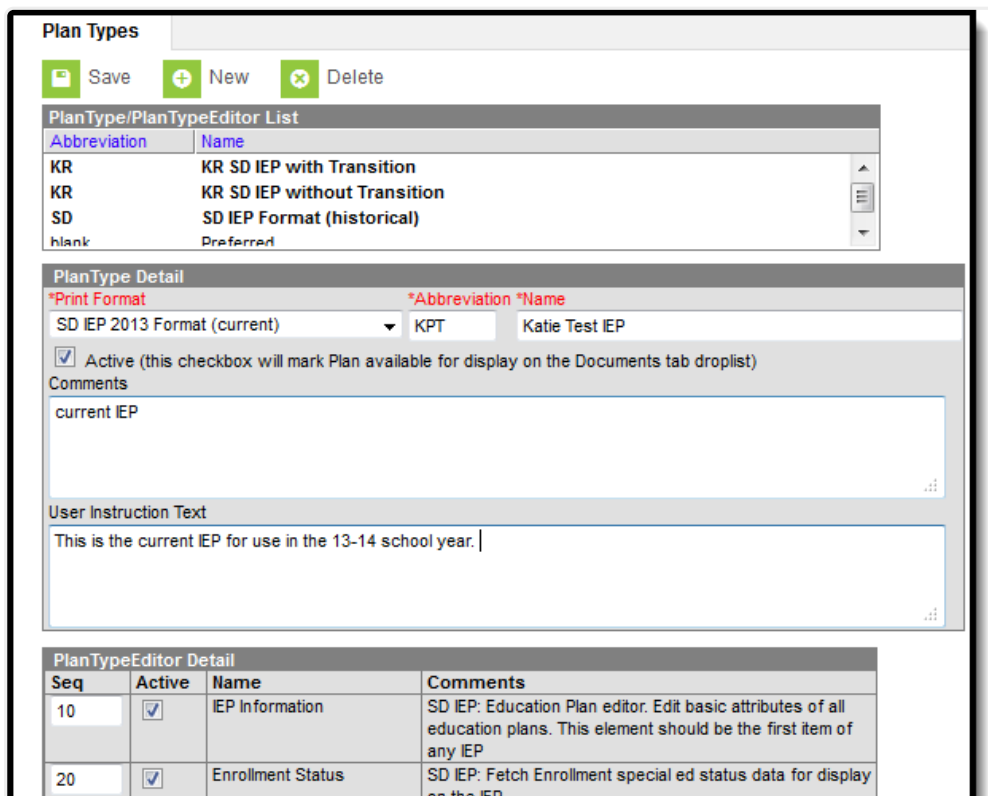 Plan Types
Save New Delete
PlanType/PlanTypeEditor List
Abbreviation Name
KR KR SD IEP with Transition
KR KR SD IEP without Transition
SD SD IEP Format (historical)
blank Preferred
PlanType Detail
*Print Format *Abbreviation *Name
SD IEP 2013 Format (current) KPT Katie Test IEP
Active (this checkbox will mark Plan available for display on the Documents tab droplist)
Comments
current IEP
User Instruction Text
This is the current IEP for use in the 13-14 school year.
PlanTypeEditor Detail
Seq Active Name Comments
10 IEP Information SD IEP: Education Plan editor. Edit basic attributes of all
education plans. This element should be the first item of
any IEP
20 Enrollment Status SD IEP: Fetch Enrollment special ed status data for display
on the IEP